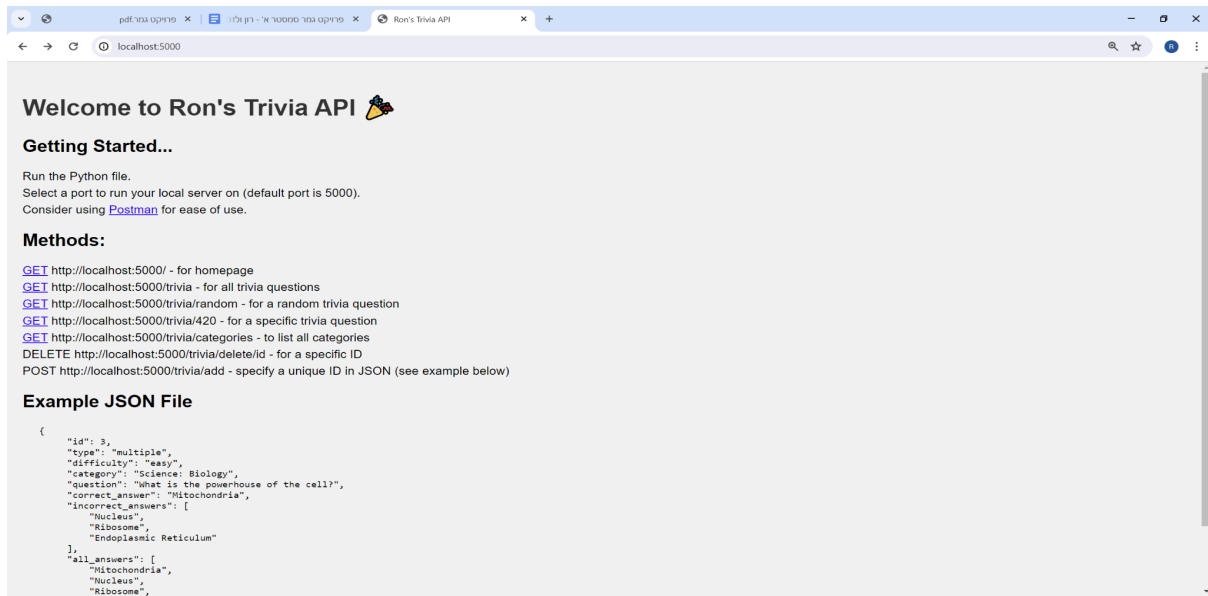 פרויקט גמר.pdf
פרויקט גמר סמסטר א' - רון ולדו
Ron's Trivia API
localhost:5000
R
Welcome to Ron's Trivia API 🎉
Getting Started...
Run the Python file.
Select a port to run your local server on (default port is 5000).
Consider using Postman for ease of use.
Methods:
GET http://localhost:5000/ - for homepage
GET http://localhost:5000/trivia - for all trivia questions
GET http://localhost:5000/trivia/random - for a random trivia question
GET http://localhost:5000/trivia/420 - for a specific trivia question
GET http://localhost:5000/trivia/categories - to list all categories
DELETE http://localhost:5000/trivia/delete/id - for a specific ID
POST http://localhost:5000/trivia/add - specify a unique ID in JSON (see example below)
Example JSON File
{
"id": 3,
"type": "multiple",
"difficulty": "easy",
"category": "Science: Biology",
"question": "What is the powerhouse of the cell?",
"correct_answer": "Mitochondria",
"incorrect_answers": [
"Nucleus",
"Ribosome",
"Endoplasmic Reticulum"
],
"all_answers": [
"Mitochondria",
"Nucleus",
"Ribosome",